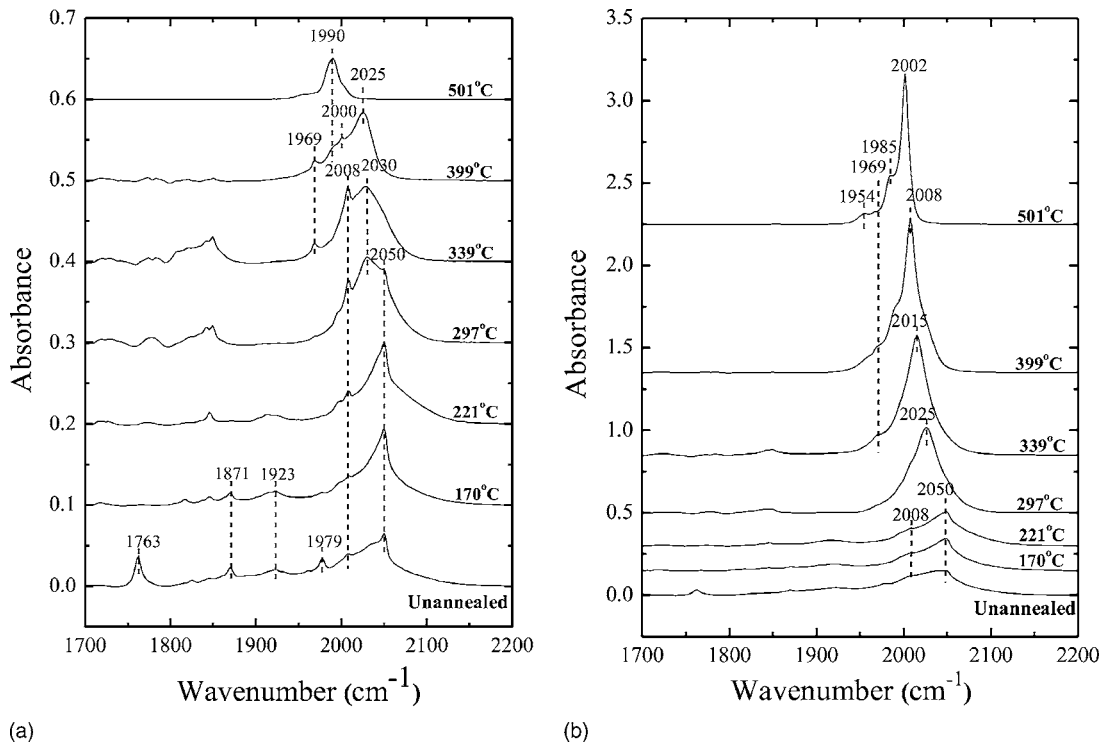 0.7
0.6
0.5
0.4
0.3
0.2
0.1
0.0
Absorbance
1990
2025
501°C
2000
1969
399°C
2008
2030
339°C
2050
297°C
221°C
1871
1923
170°C
1763
1979
Unannealed
1700 1800 1900 2000 2100 2200
Wavenumber (cm⁻¹)
(a)
3.5
3.0
2.5
2.0
1.5
1.0
0.5
0.0
Absorbance
2002
1985
1969
1954
2008
501°C
2015
399°C
2025
339°C
2050
297°C
2008
221°C
170°C
Unannealed
1700 1800 1900 2000 2100 2200
Wavenumber (cm⁻¹)
(b)